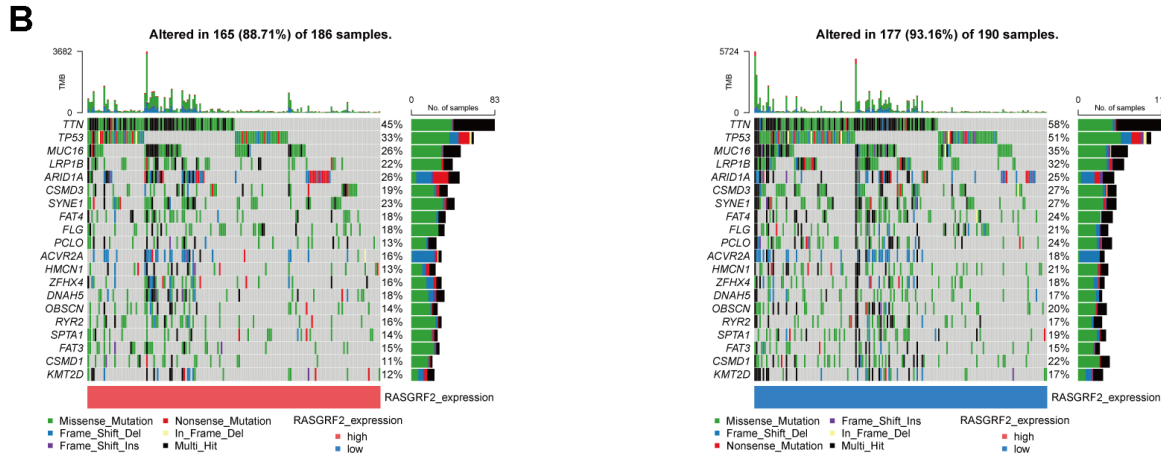 B
Altered in 165 (88.71%) of 186 samples.
3682
TMB
0
0 83
No. of samples
TTN 45%
TP53 33%
MUC16 26%
LRP1B 22%
ARID1A 26%
CSMD3 19%
SYNE1 23%
FAT4 18%
FLG 18%
PCLO 13%
ACVR2A 16%
HMCN1 13%
ZFHX4 16%
DNAH5 18%
OBSCN 14%
RYR2 16%
SPTA1 14%
FAT3 15%
CSMD1 11%
KMT2D 12%
RASGRF2_expression
Missense_Mutation Nonsense_Mutation RASGRF2_expression
Frame_Shift_Del In_Frame_Del high
Frame_Shift_Ins Multi_Hit low
Altered in 177 (93.16%) of 190 samples.
5724
TMB
0
0 11
No. of samples
TTN 58%
TP53 51%
MUC16 35%
LRP1B 32%
ARID1A 25%
CSMD3 27%
SYNE1 27%
FAT4 24%
FLG 21%
PCLO 24%
ACVR2A 18%
HMCN1 21%
ZFHX4 18%
DNAH5 17%
OBSCN 20%
RYR2 17%
SPTA1 19%
FAT3 15%
CSMD1 22%
KMT2D 17%
RASGRF2_expression
Missense_Mutation Frame_Shift_Ins RASGRF2_expression
Frame_Shift_Del In_Frame_Del high
Nonsense_Mutation Multi_Hit low